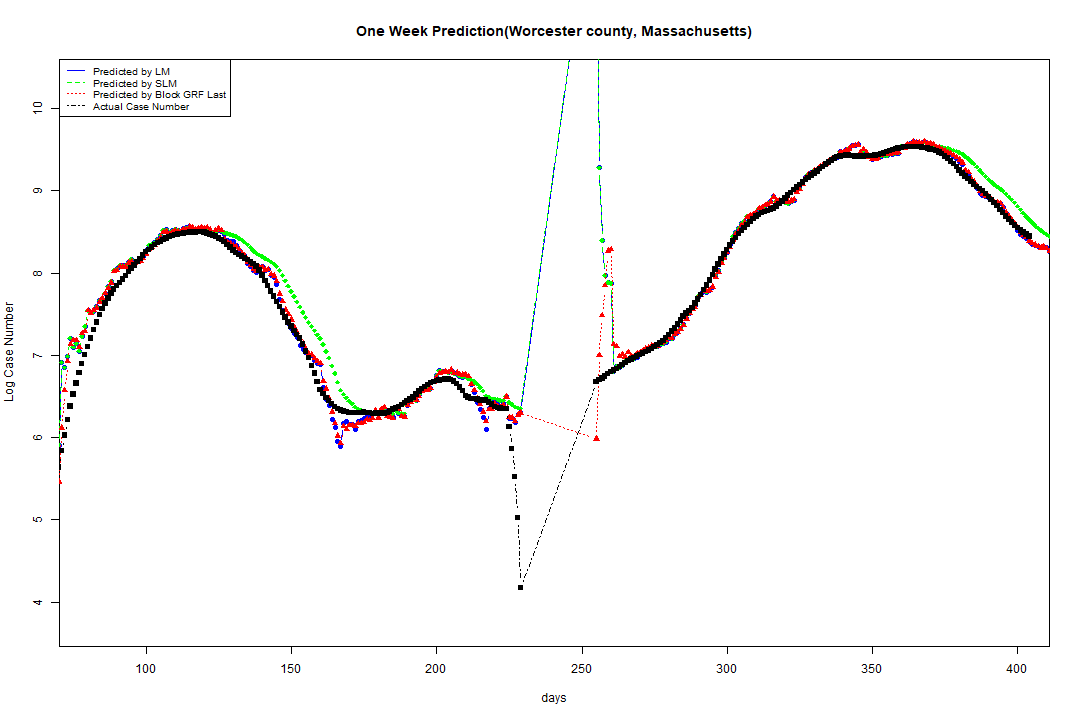 One Week Prediction(Worcester county, Massachusetts)
Predicted by LM
Predicted by SLM
Predicted by Block GRF Last
Actual Case Number
10
9
8
7
6
5
4
Log Case Number
100 150 200 250 300 350 400
days